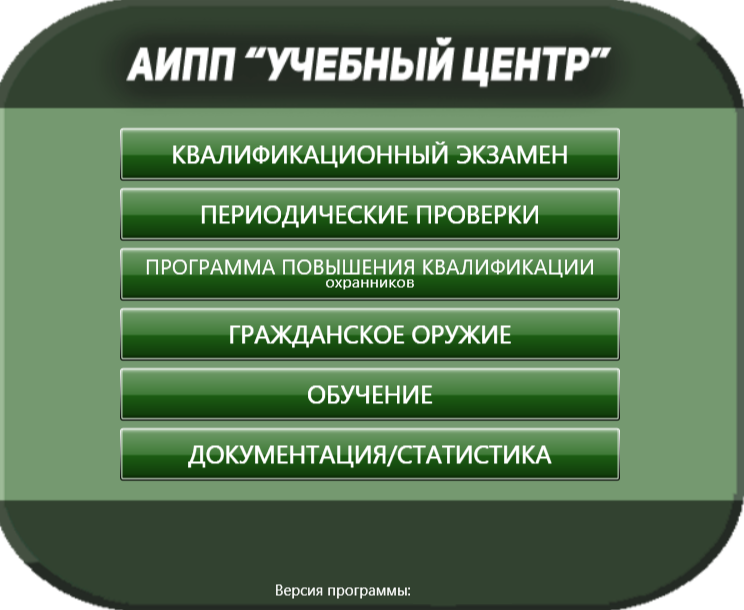 АИПП “УЧЕБНЫЙ ЦЕНТР”
КВАЛИФИКАЦИОННЫЙ ЭКЗАМЕН
ПЕРИОДИЧЕСКИЕ ПРОВЕРКИ
ПРОГРАММА ПОВЫШЕНИЯ КВАЛИФИКАЦИИ
охранников
ГРАЖДАНСКОЕ ОРУЖИЕ
ОБУЧЕНИЕ
ДОКУМЕНТАЦИЯ/СТАТИСТИКА
Версия программы: